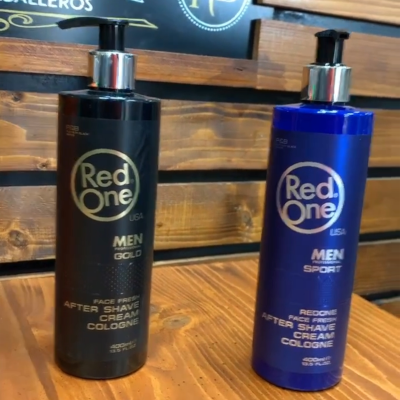 CABALLEROS
Red
One
USA
MEN
GOLD
FACE FRESH
AFTER SHAVE
CREAM
COLOGNE
400ml
Red
One
USA
MEN
SPORT
REDONE
FACE FRESH
AFTER SHAVE
CREAM
COLOGNE
400ml